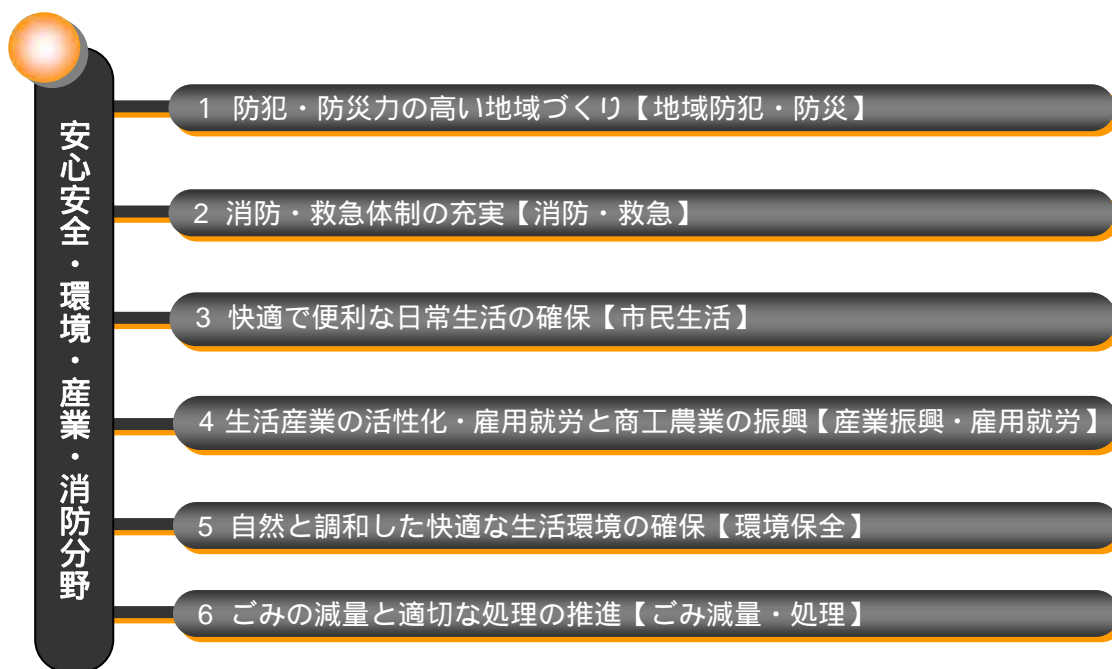 安心安全・環境・産業・消防分野
1 防犯・防災力の高い地域づくり【地域防犯・防災】
2 消防・救急体制の充実【消防・救急】
3 快適で便利な日常生活の確保【市民生活】
4 生活産業の活性化・雇用就労と商工農業の振興【産業振興・雇用就労】
5 自然と調和した快適な生活環境の確保【環境保全】
6 ごみの減量と適切な処理の推進【ごみ減量・処理】